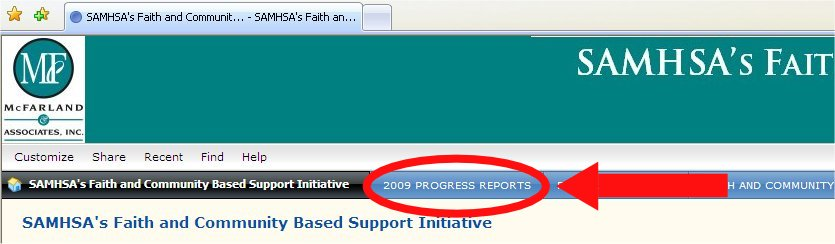 SAMHSA's Faith and Communit... - SAMHSA's Faith an...
MF
MCFARLAND
&
ASSOCIATES, INC.
SAMHSA'S FAIT
Customize Share Recent Find Help
SAMHSA's Faith and Community Based Support Initiative 2009 PROGRESS REPORTS H AND COMMUNITY
SAMHSA's Faith and Community Based Support Initiative